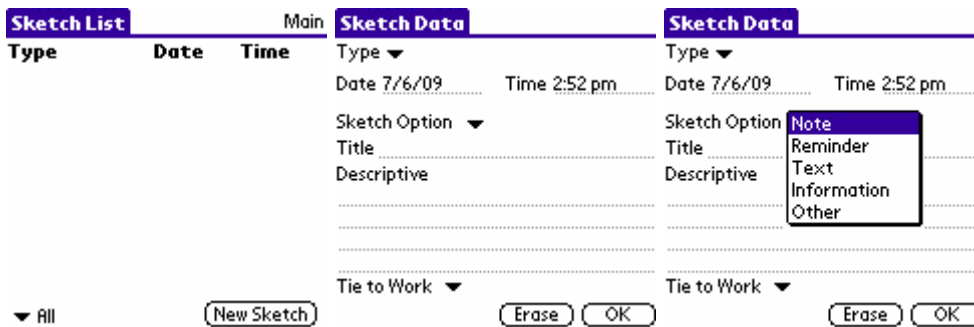 Sketch List Main
Type Date Time
All New Sketch
Sketch Data
Type
Date 7/6/09 Time 2:52 pm
Sketch Option
Title
Descriptive
Tie to Work
Erase OK
Sketch Data
Type
Date 7/6/09 Time 2:52 pm
Sketch Option Note
Title Reminder
Text
Descriptive
Information
Other
Tie to Work
Erase OK